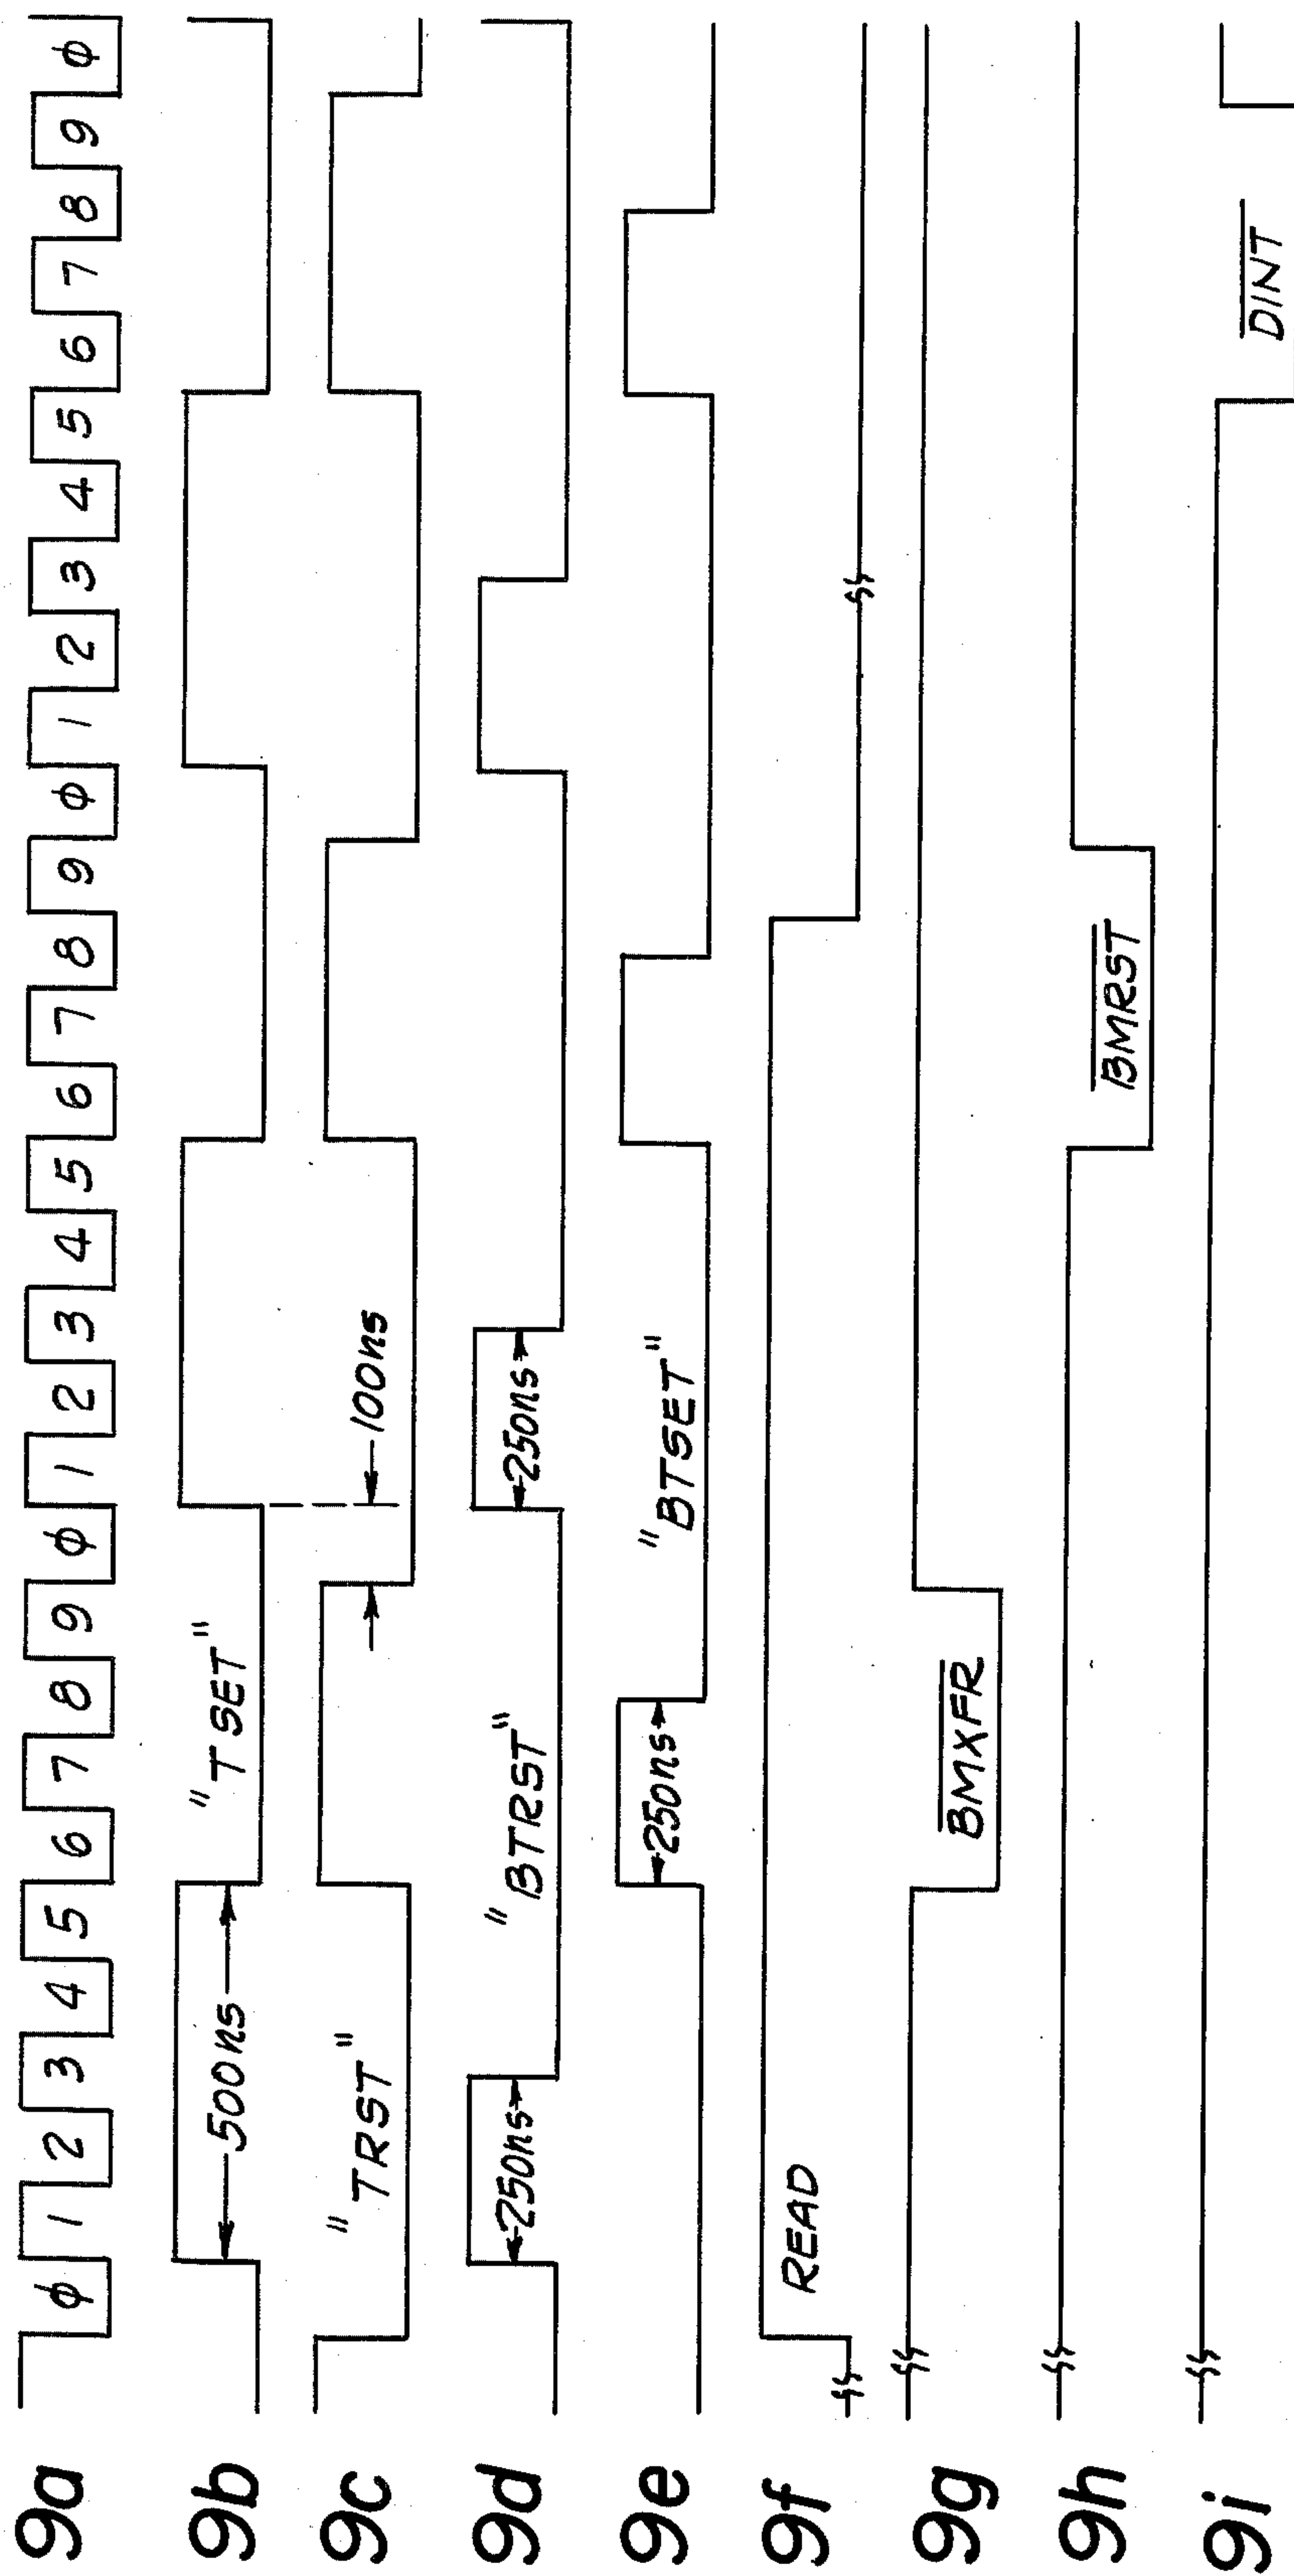 9a
φ 1 2 3 4 5 6 7 8 9 φ 1 2 3 4 5 6 7 8 9 φ 1 2 3 4 5 6 7 8 9 φ
9b
500ns
"TSET"
9c
"TRST"
100ns
9d
250ns
"BTRST"
250ns
9e
250ns
"BTSET"
9f
READ
9g
BMXFR
9h
BMRST
9i
DINT